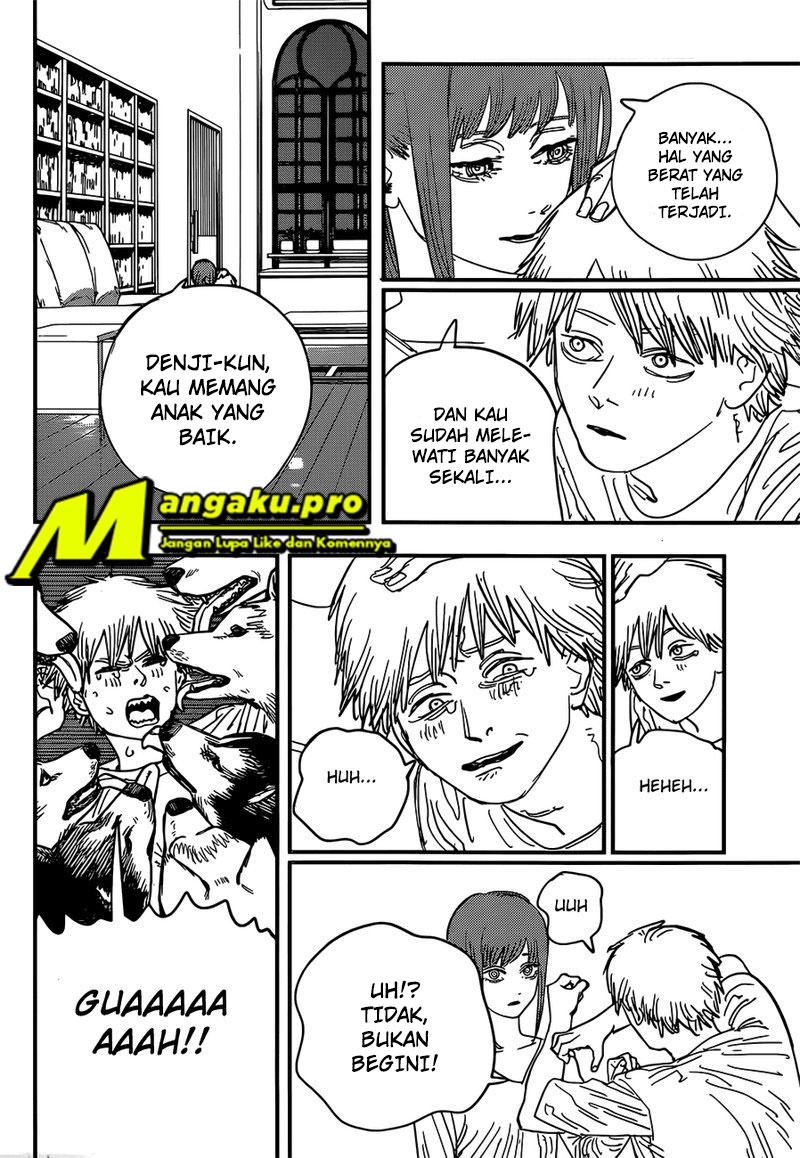 BANYAK...
HAL YANG
BERAT YANG
TELAH
TERJADI.
DAN KAU
SUDAH MELE-
WATI BANYAK
SEKALI...
DENJI-KUN,
KAU MEMANG
ANAK YANG
BAIK.
Mangaku.pro
Jangan Lupa Like dan Komennya
HEHEH...
HUH...
GUAAAAA
AAAH!!
UUH
UH!?
TIDAK,
BUKAN
BEGINI!